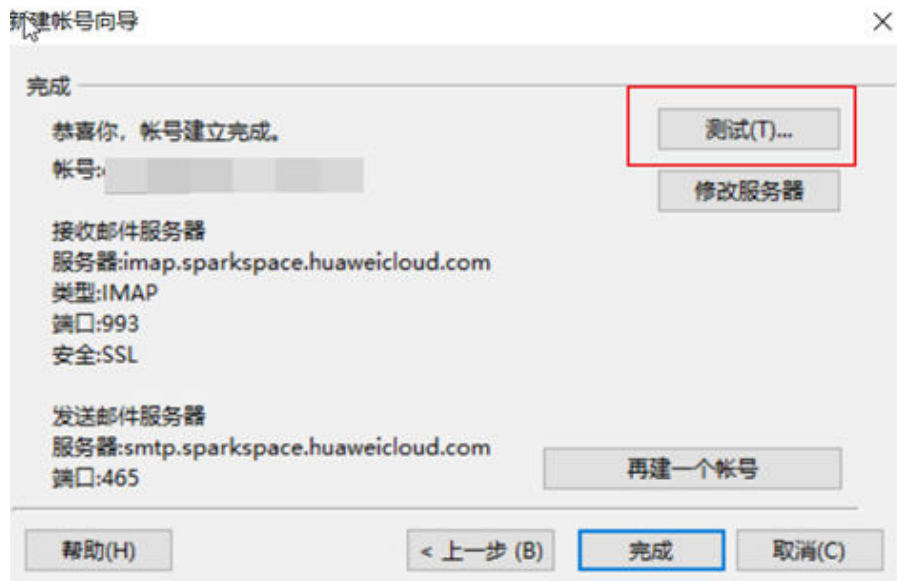 新建帐号向导
完成
恭喜你，帐号建立完成。
测试(T)...
帐号:
修改服务器
接收邮件服务器
服务器:imap.sparkspace.huaweicloud.com
类型:IMAP
端口:993
安全:SSL
发送邮件服务器
服务器:smtp.sparkspace.huaweicloud.com
端口:465
再建一个帐号
帮助(H)
< 上一步 (B)
完成
取消(C)